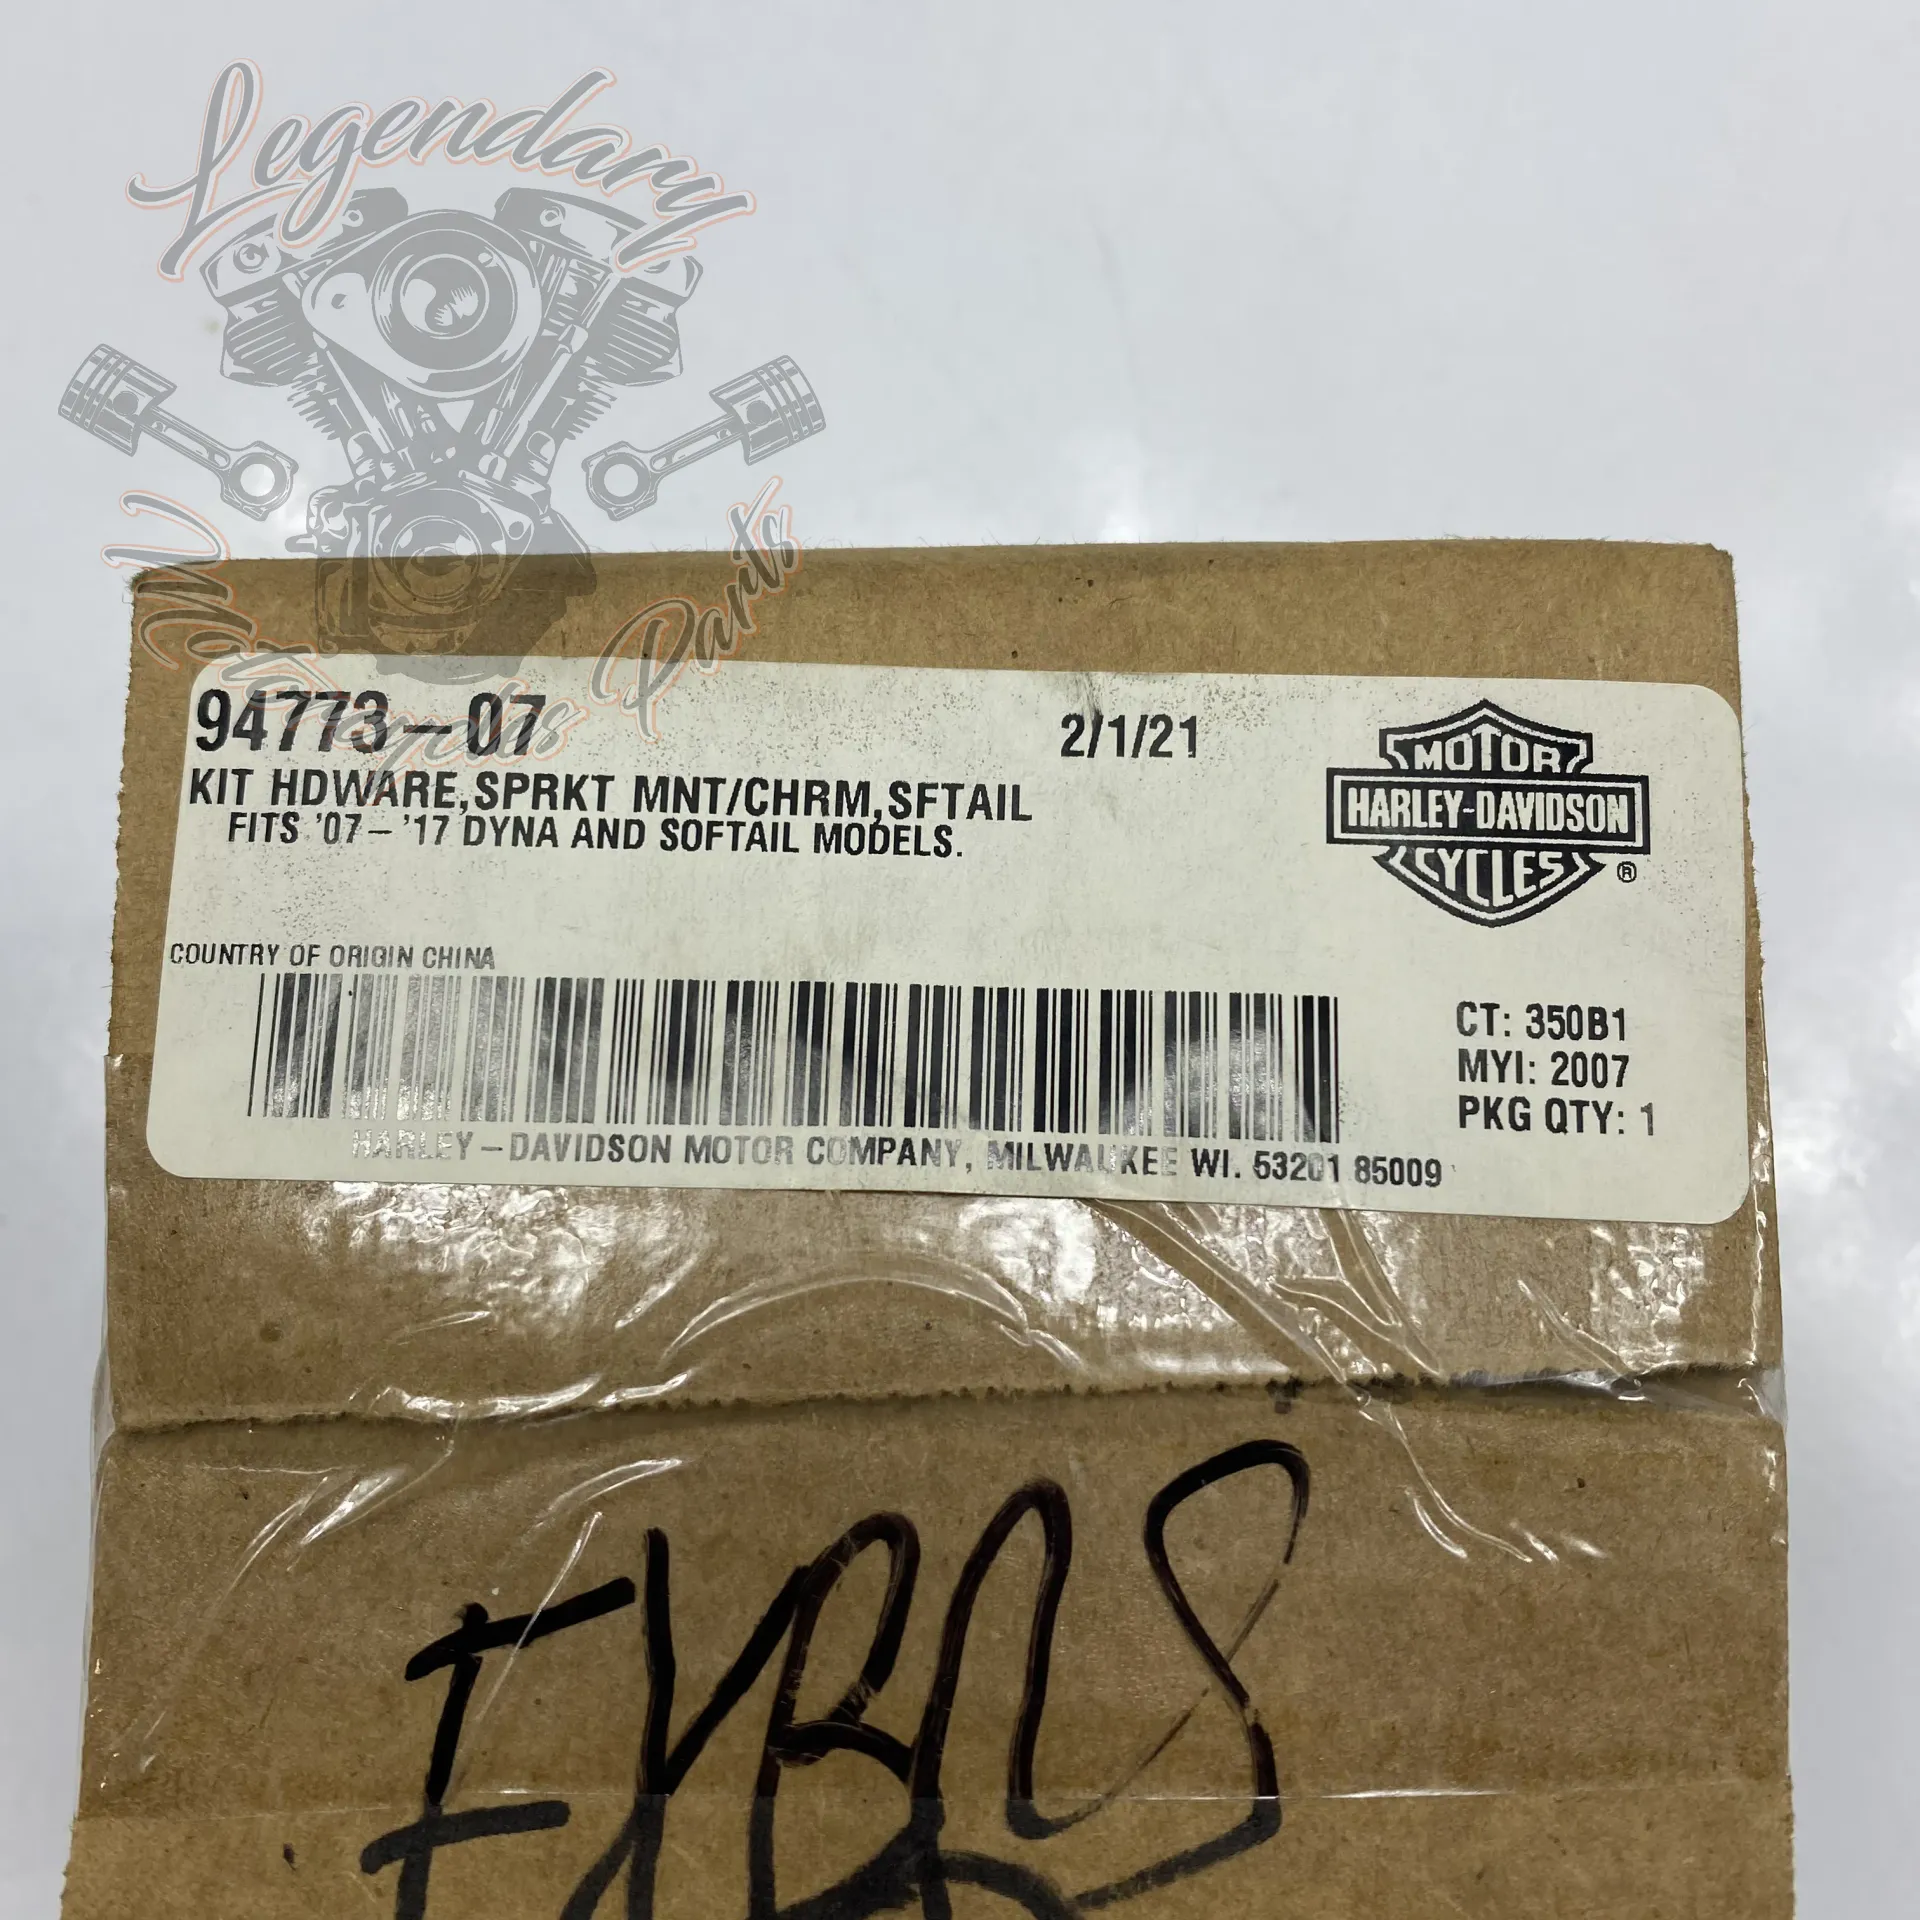 Legendary
Motorcycles Parts
94773-07
2/1/21
KIT HDWARE,SPRKT MNT/CHRM,SFTAIL
FITS '07-'17 DYNA AND SOFTAIL MODELS.
MOTOR
HARLEY-DAVIDSON
CYCLES
®
COUNTRY OF ORIGIN CHINA
CT: 350B1
MYI: 2007
PKG QTY: 1
HARLEY-DAVIDSON MOTOR COMPANY, MILWAUKEE WI. 53201 85009